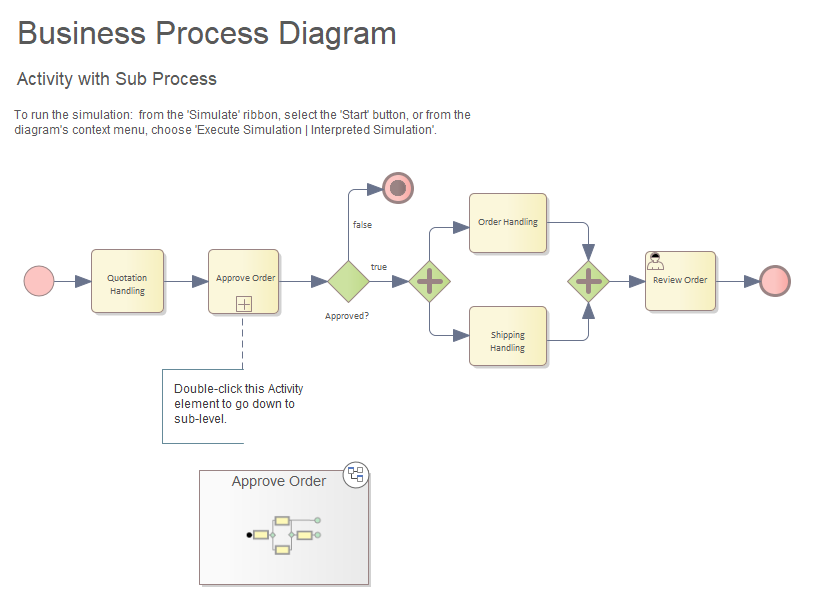 Business Process Diagram
Activity with Sub Process
To run the simulation:  from the 'Simulate' ribbon, select the 'Start' button, or from the
diagram's context menu, choose 'Execute Simulation | Interpreted Simulation'.
false
Order Handling
Quotation
Handling
Approve Order
true
Review Order
Approved?
Shipping
Handling
Double-click this Activity
element to go down to
sub-level.
Approve Order